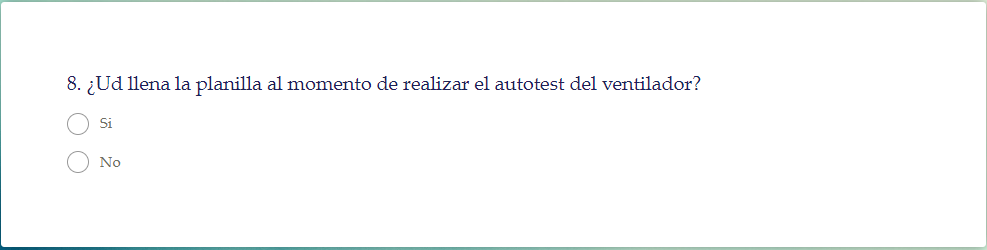 8. ¿Ud llena la planilla al momento de realizar el autotest del ventilador?
Si
No